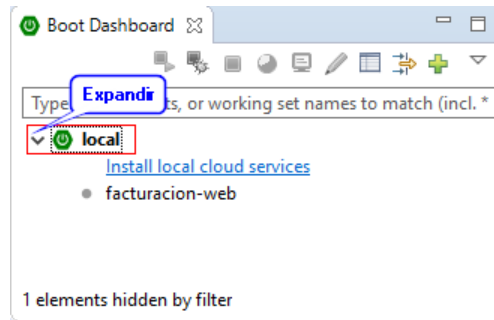 Boot Dashboard
Expandir
Type ts, or working set names to match (incl. *
local
Install local cloud services
facturacion-web
1 elements hidden by filter